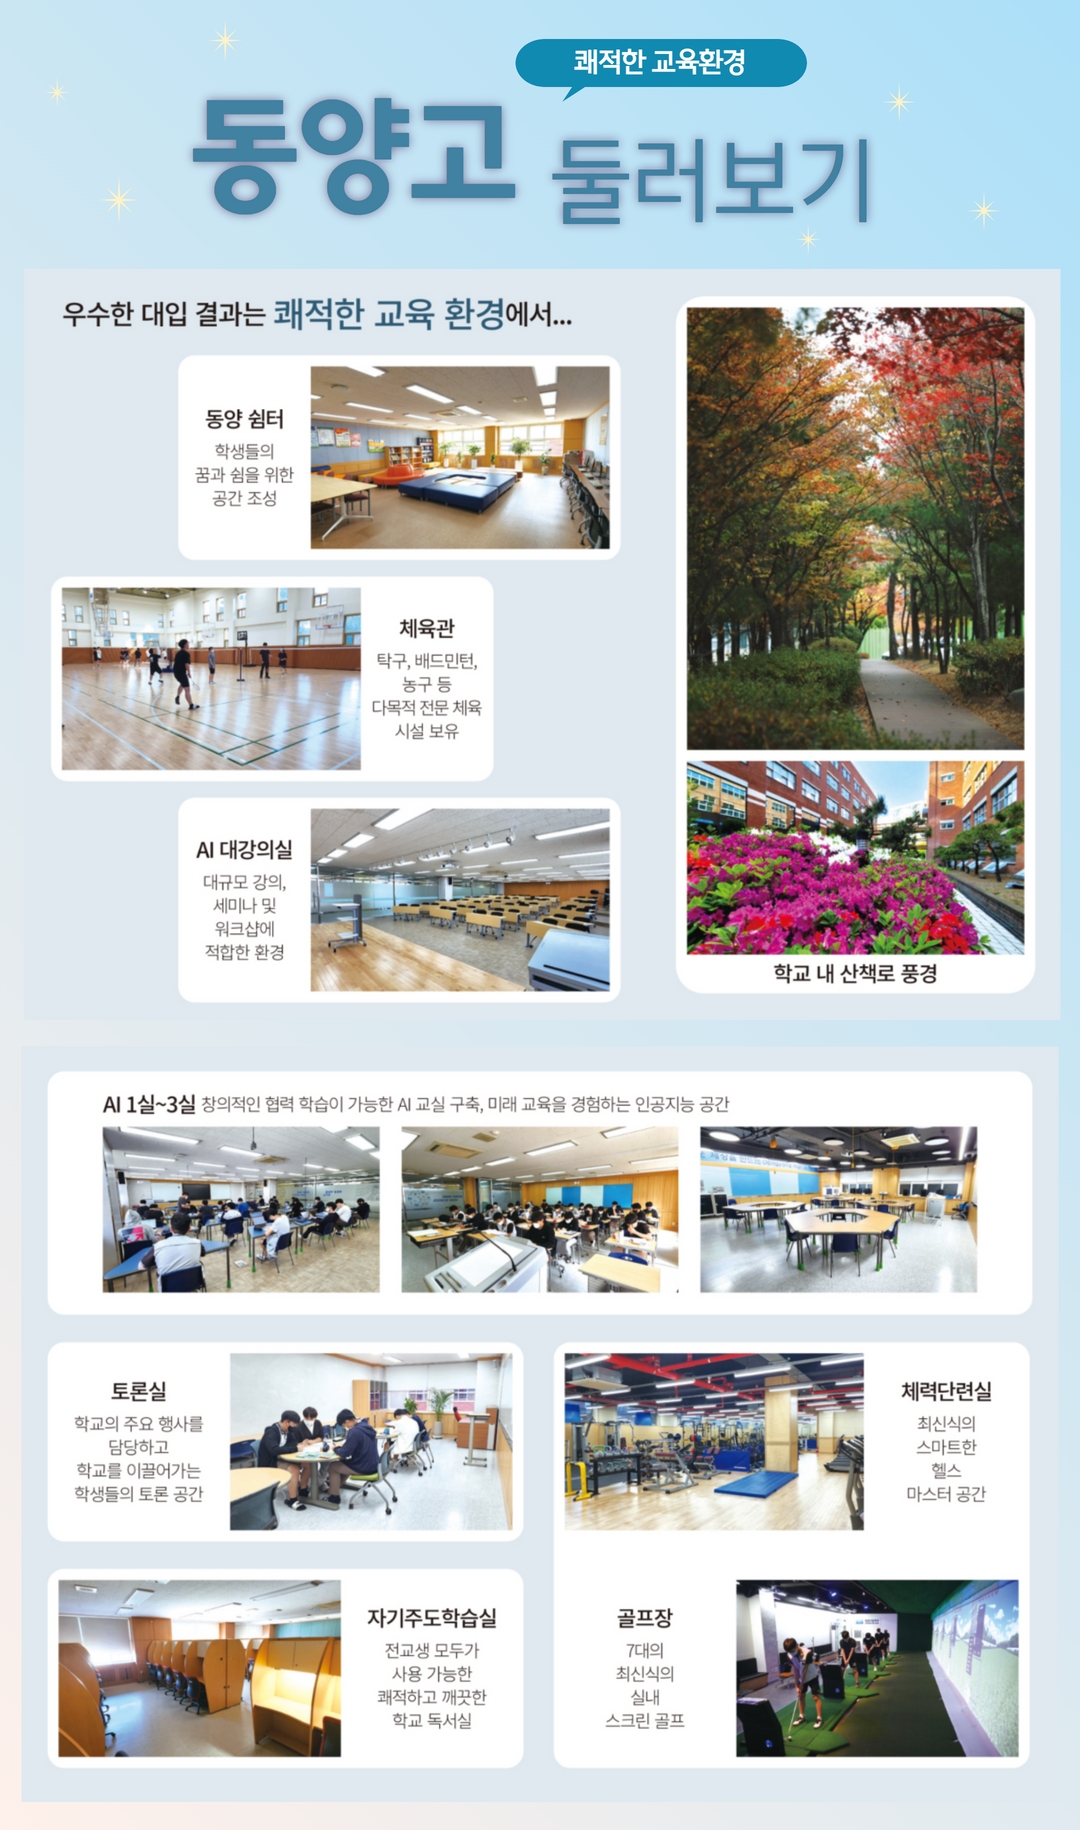 쾌적한 교육환경
동양고 둘러보기
우수한 대입 결과는 쾌적한 교육 환경에서...
동양 쉼터
학생들의
꿈과 쉼을 위한
공간 조성
체육관
탁구, 배드민턴,
농구 등
다목적 전문 체육
시설 보유
AI 대강의실
대규모 강의,
세미나 및
워크샵에
적합한 환경
학교 내 산책로 풍경
AI 1실~3실 창의적인 협력 학습이 가능한 AI 교실 구축, 미래 교육을 경험하는 인공지능 공간
토론실
학교의 주요 행사를
담당하고
학교를 이끌어가는
학생들의 토론 공간
체력단련실
최신식의
스마트한
헬스
마스터 공간
자기주도학습실
전교생 모두가
사용 가능한
쾌적하고 깨끗한
학교 독서실
골프장
7대의
최신식의
실내
스크린 골프